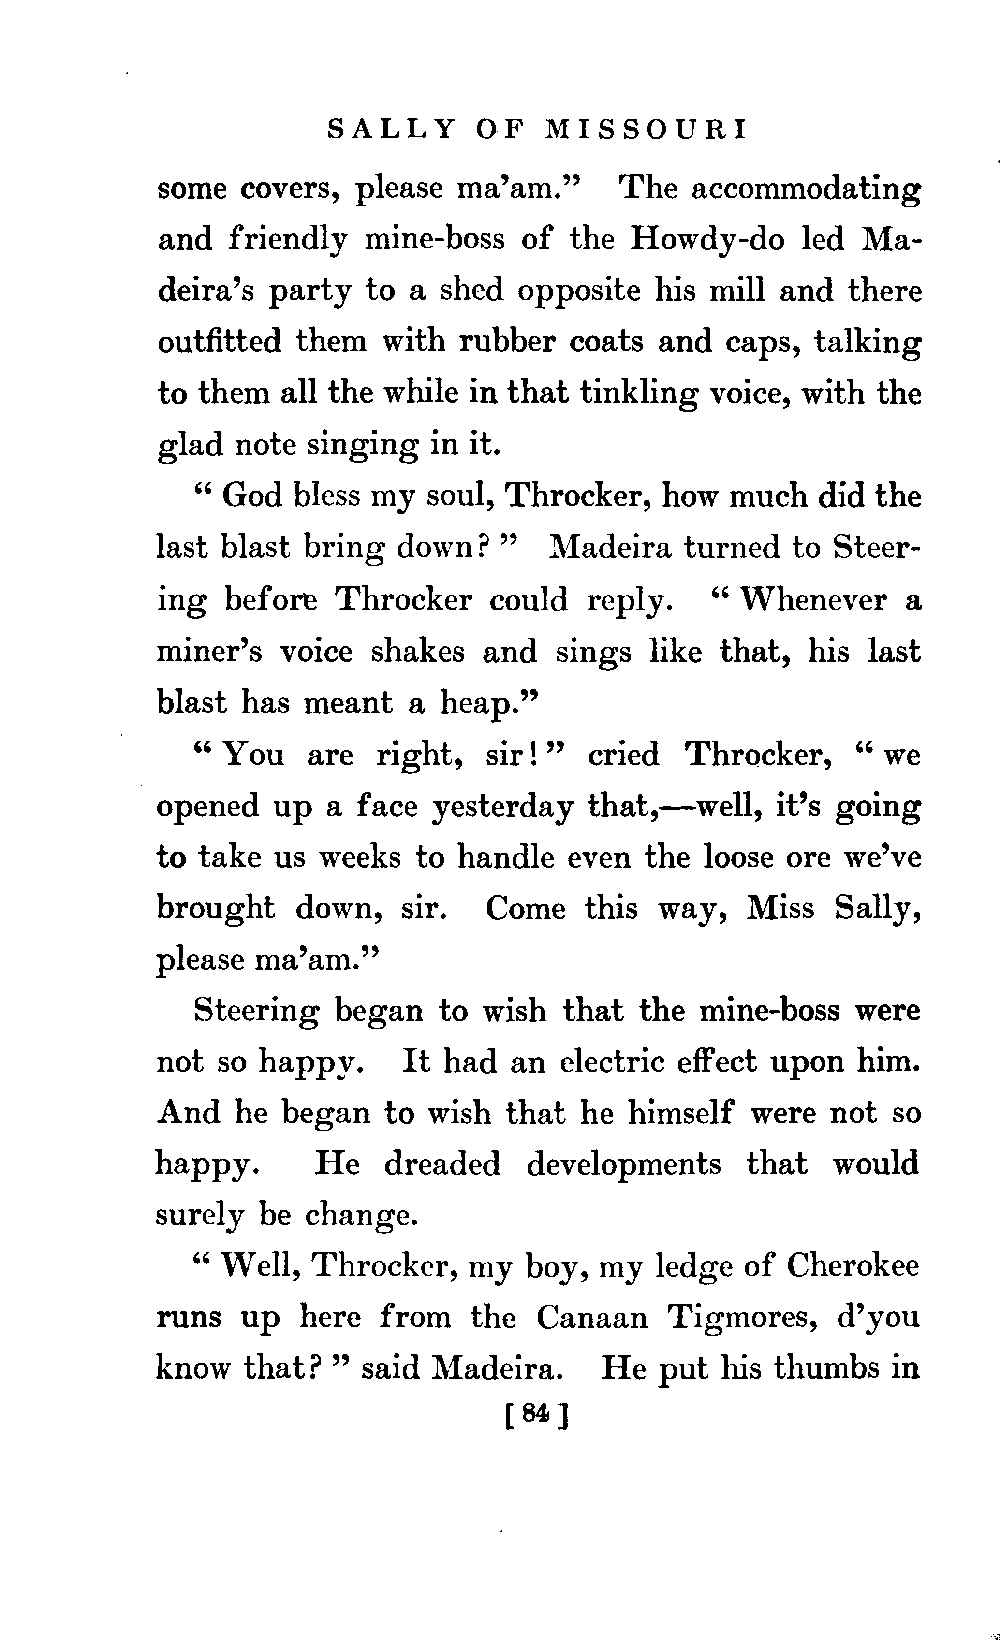 SALLY OF MISSOURI
some covers, please ma'am." The accommodating
and friendly mine-boss of the Howdy-do led Ma-
deira's party to a shed opposite his mill and there
outfitted them with rubber coats and caps, talking
to them all the while in that tinkling voice, with the
glad note singing in it.
" God bless my soul, Throcker, how much did the
last blast bring down? " Madeira turned to Steer-
ing before Throcker could reply. " Whenever a
miner's voice shakes and sings like that, his last
blast has meant a heap."
" You are right, sir! " cried Throcker, " we
opened up a face yesterday that,—well, it's going
to take us weeks to handle even the loose ore we've
brought down, sir. Come this way, Miss Sally,
please ma'am."
Steering began to wish that the mine-boss were
not so happy. It had an electric effect upon him.
And he began to wish that he himself were not so
happy. He dreaded developments that would
surely be change.
" Well, Throcker, my boy, my ledge of Cherokee
runs up here from the Canaan Tigmores, d'you
know that? " said Madeira. He put his thumbs in
[ 84 ]